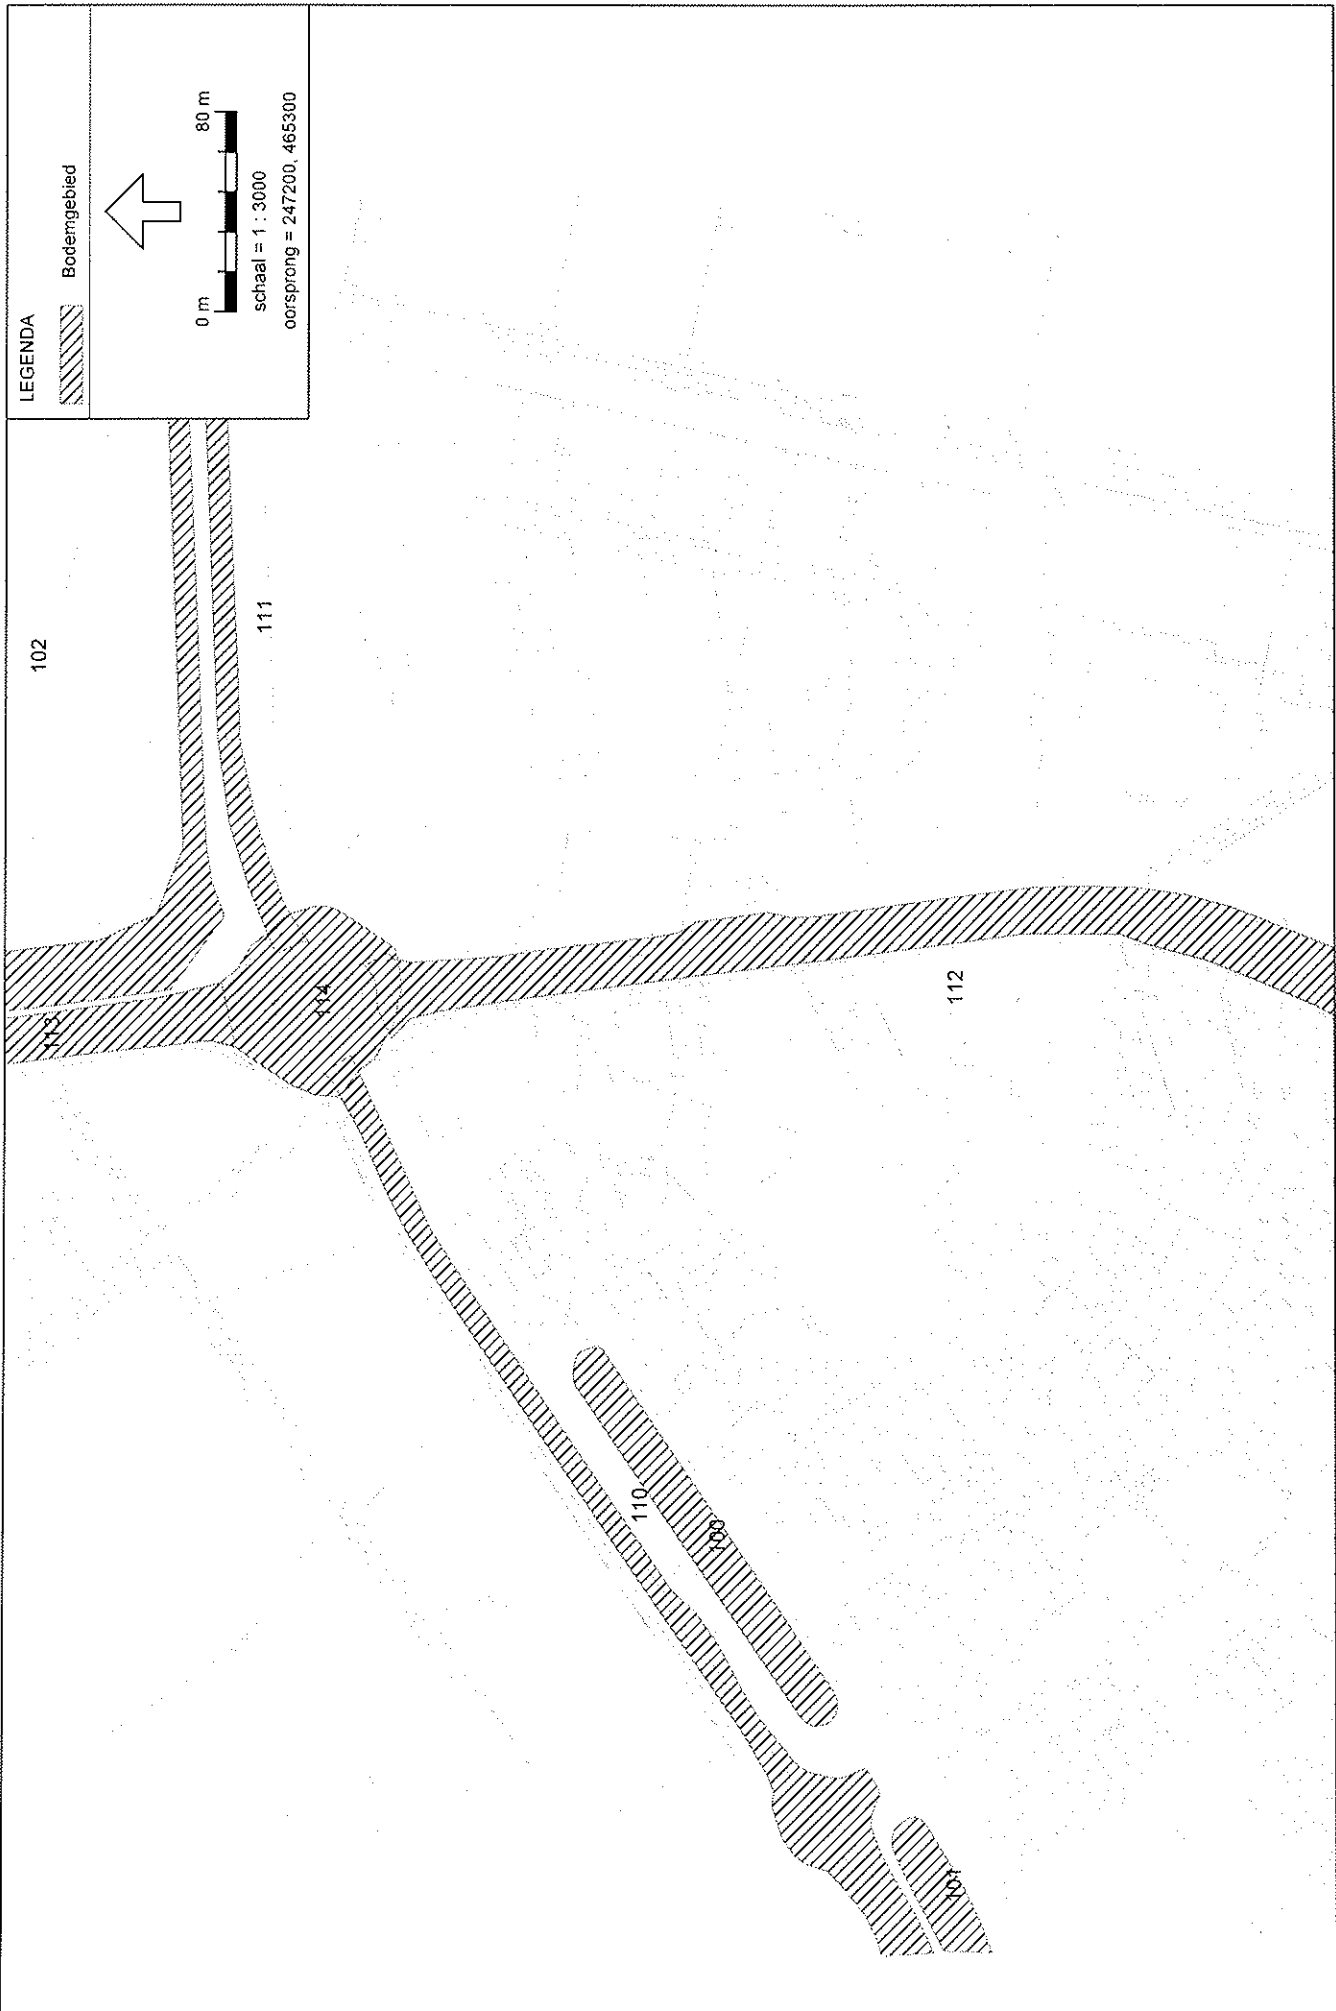 LEGENDA
Bodemgebied
0 m
80 m
schaal = 1 : 3000
oorsprong = 247200, 465300
102
111
113
114
112
110
100
101